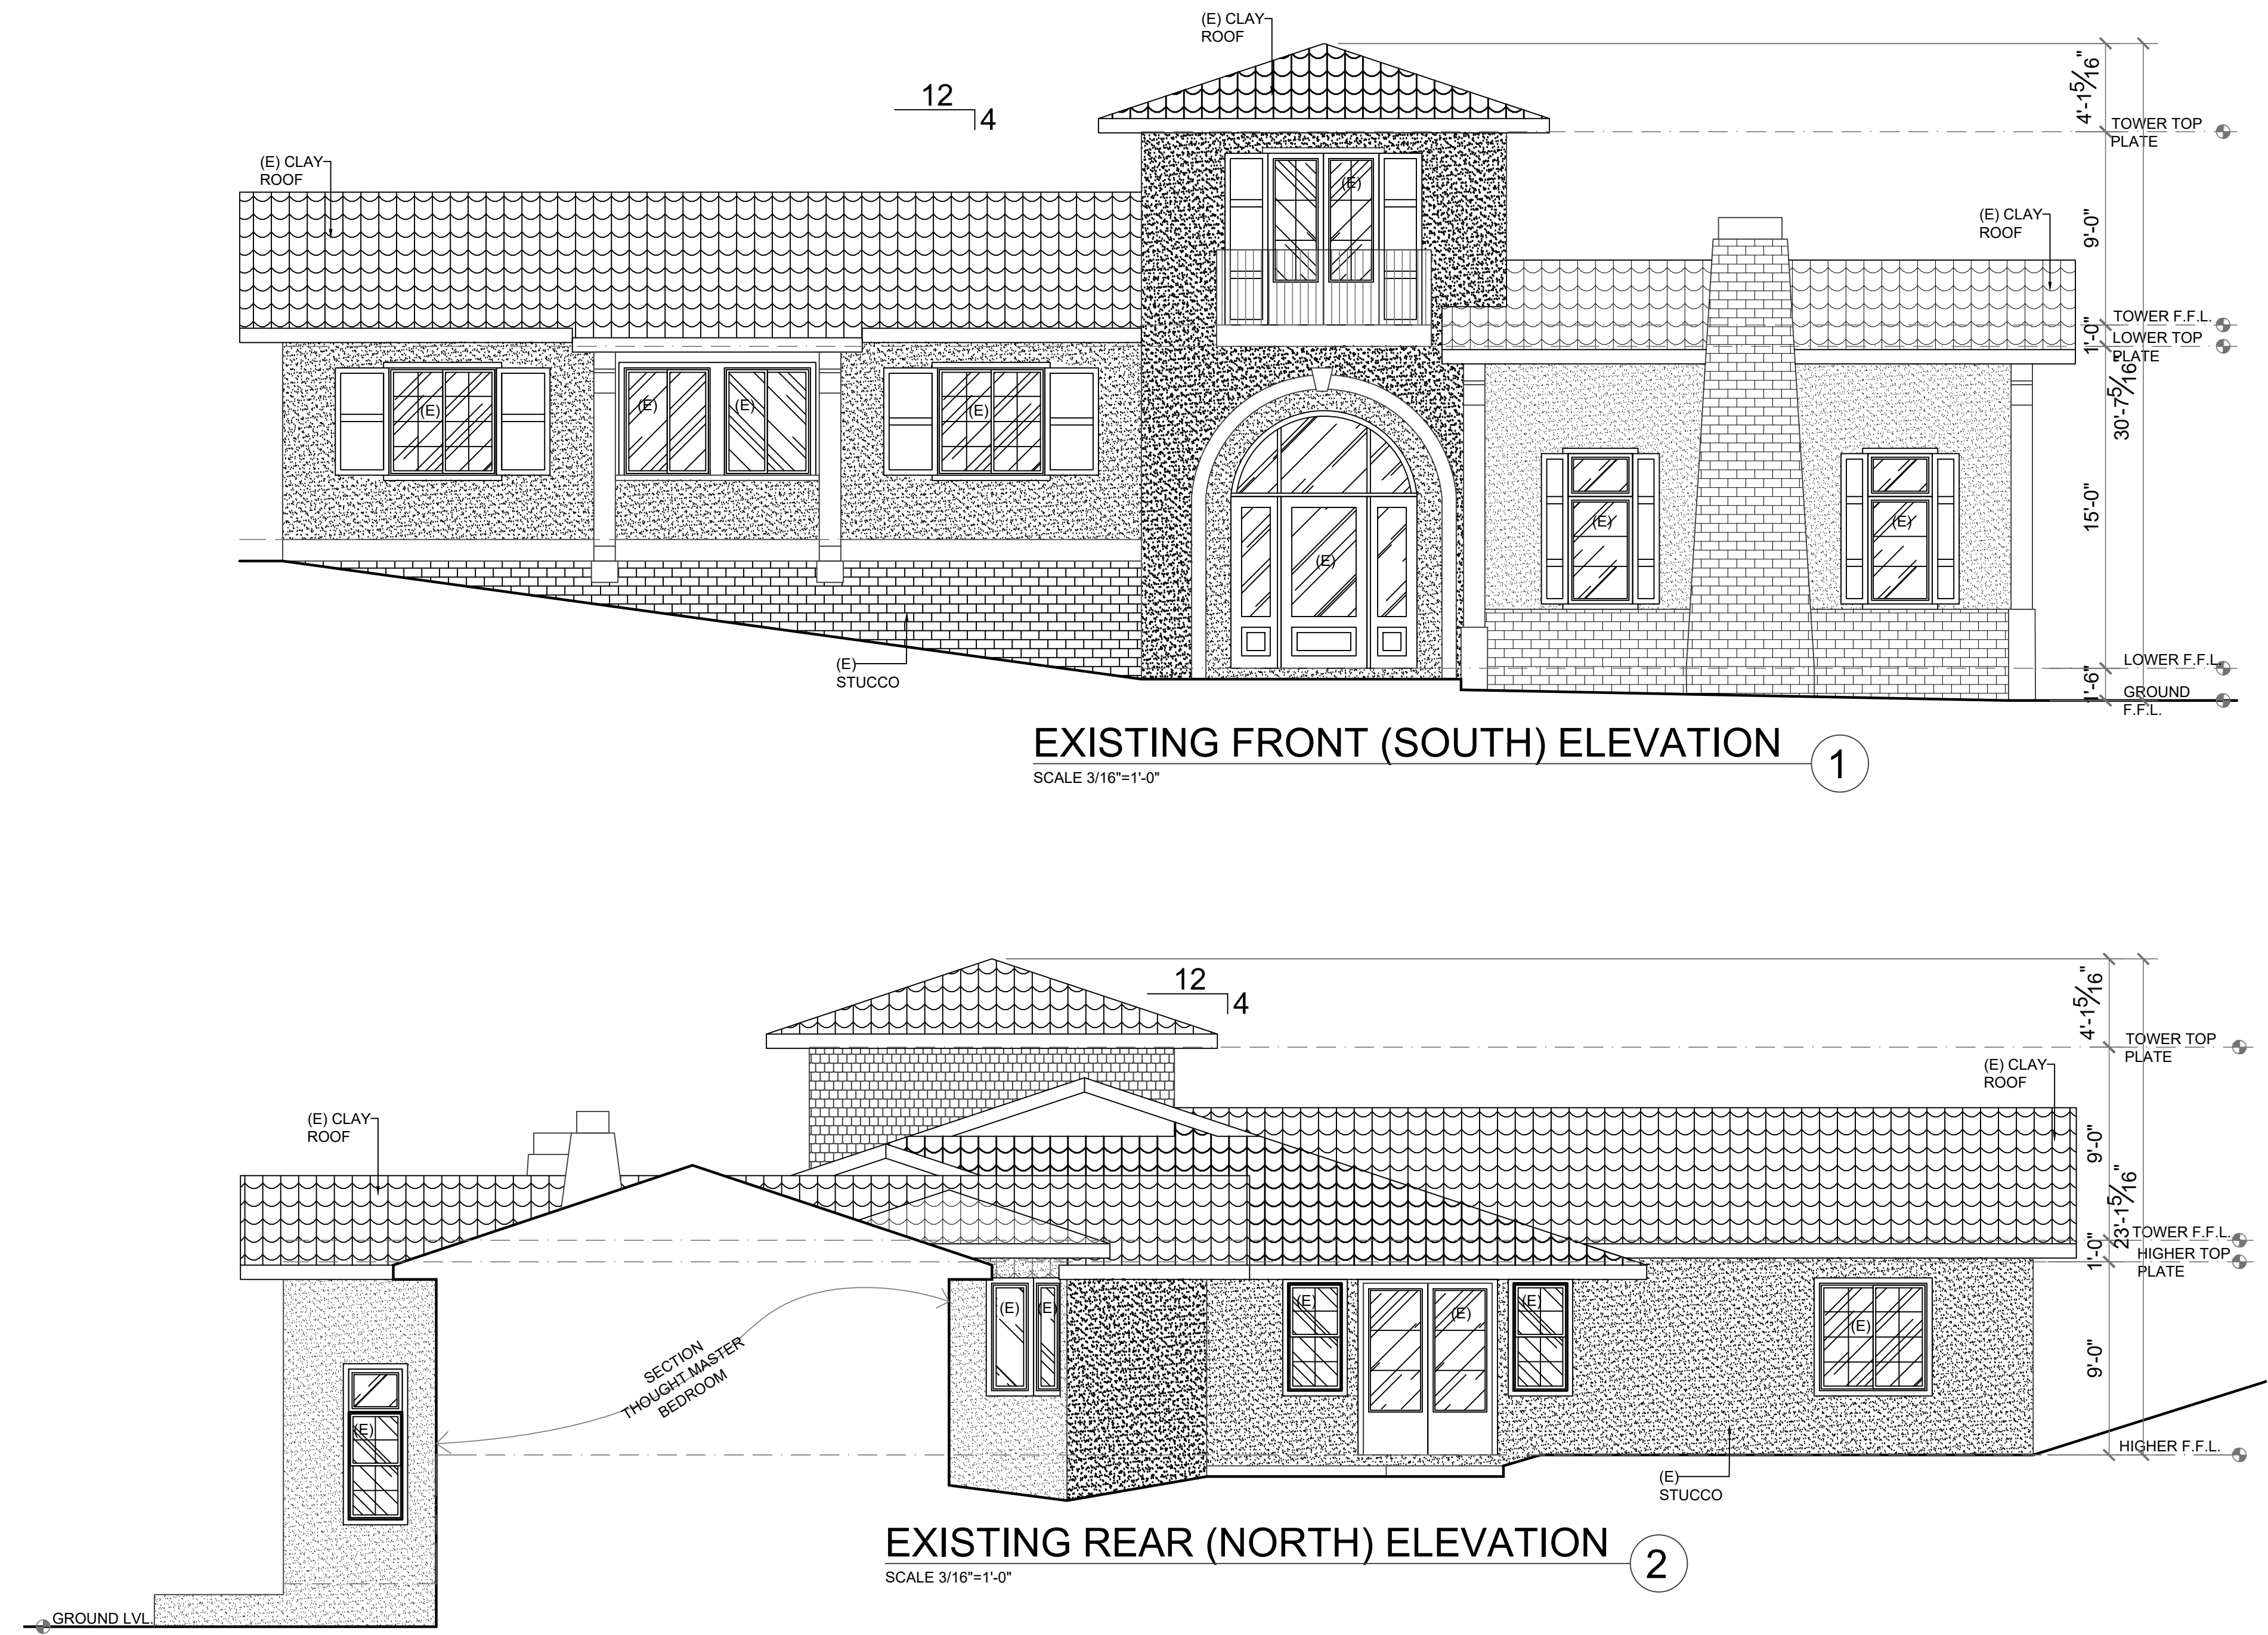 (E) CLAY
ROOF
12
4
(E) CLAY
ROOF
(E) CLAY
ROOF
(E)
(E)
(E)
(E)
(E)
(E)
(E)
(E)
(E)
STUCCO
4'-1 5/16"
TOWER TOP
PLATE
9'-0"
TOWER F.F.L.
1'-0"
LOWER TOP
PLATE
30'-7 5/16"
15'-0"
LOWER F.F.L.
1'-6"
GROUND
F.F.L.
EXISTING FRONT (SOUTH) ELEVATION
1
SCALE 3/16"=1'-0"
12
4
(E) CLAY
ROOF
(E) CLAY
ROOF
4'-1 5/16"
TOWER TOP
PLATE
9'-0"
23'-1 5/16"
TOWER F.F.L.
1'-0"
HIGHER TOP
PLATE
9'-0"
HIGHER F.F.L.
(E)
(E)
(E)
(E)
(E)
(E)
(E)
SECTION
THOUGHT MASTER
BEDROOM
(E)
STUCCO
EXISTING REAR (NORTH) ELEVATION
2
SCALE 3/16"=1'-0"
GROUND LVL.